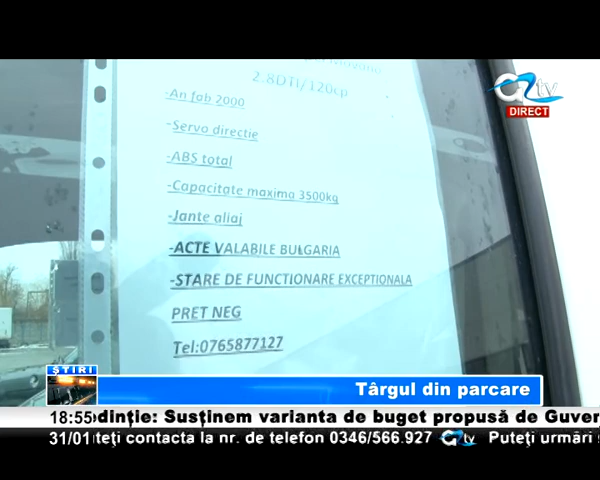 2.8DTI/120cp
-An fab 2000
-Servo directie
-ABS total
-Capacitate maxima 3500kg
-Jante aliaj
-ACTE VALABILE BULGARIA
-STARE DE FUNCTIONARE EXCEPTIONALA
PRET NEG
Tel:0765877127
tv
DIRECT
ȘTIRI
Târgul din parcare
18:55 dinție: Susținem varianta de buget propusă de Guver
31/01 teți contacta la nr. de telefon 0346/566.927 tv Puteți urmări